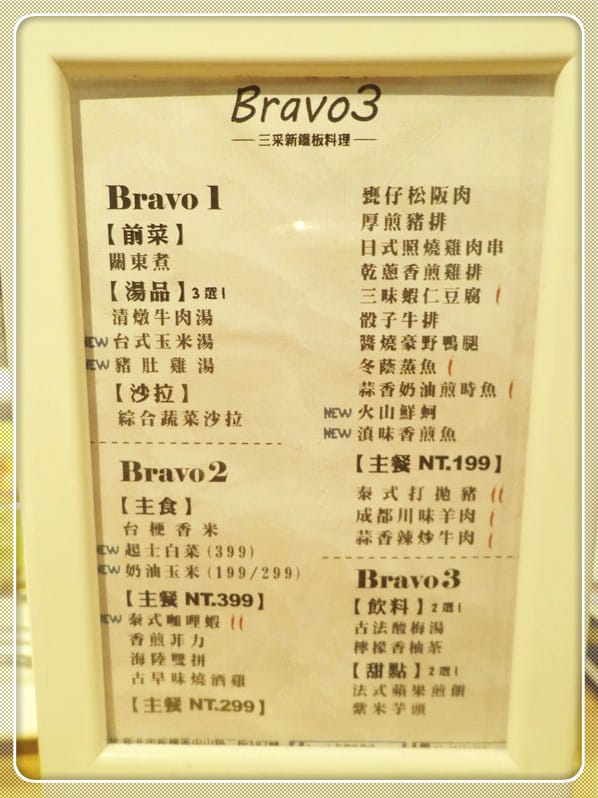 Bravo3
三采新鐵板料理
Bravo 1
【前菜】
關東煮
【湯品】3選1
清燉牛肉湯
NEW 台式玉米湯
NEW 豬肚雞湯
【沙拉】
綜合蔬菜沙拉
Bravo 2
【主食】
台梗香米
NEW 起士白菜(399)
NEW 奶油玉米(199/299)
【主餐 NT.399】
NEW 泰式咖哩蝦
香煎菲力
海陸雙拼
古早味燒酒雞
【主餐 NT.299】
甕仔松阪肉
厚煎豬排
日式照燒雞肉串
乾蔥香煎雞排
三味蝦仁豆腐
骰子牛排
醬燒豪野鴨腿
冬蔭蒸魚
蒜香奶油煎時魚
NEW 火山鮮蚵
NEW 滇味香煎魚
【主餐 NT.199】
泰式打拋豬
成都川味羊肉
蒜香辣炒牛肉
Bravo3
【飲料】2選1
古法酸梅湯
檸檬香柚茶
【甜點】2選1
法式蘋果煎餅
紫米芋頭